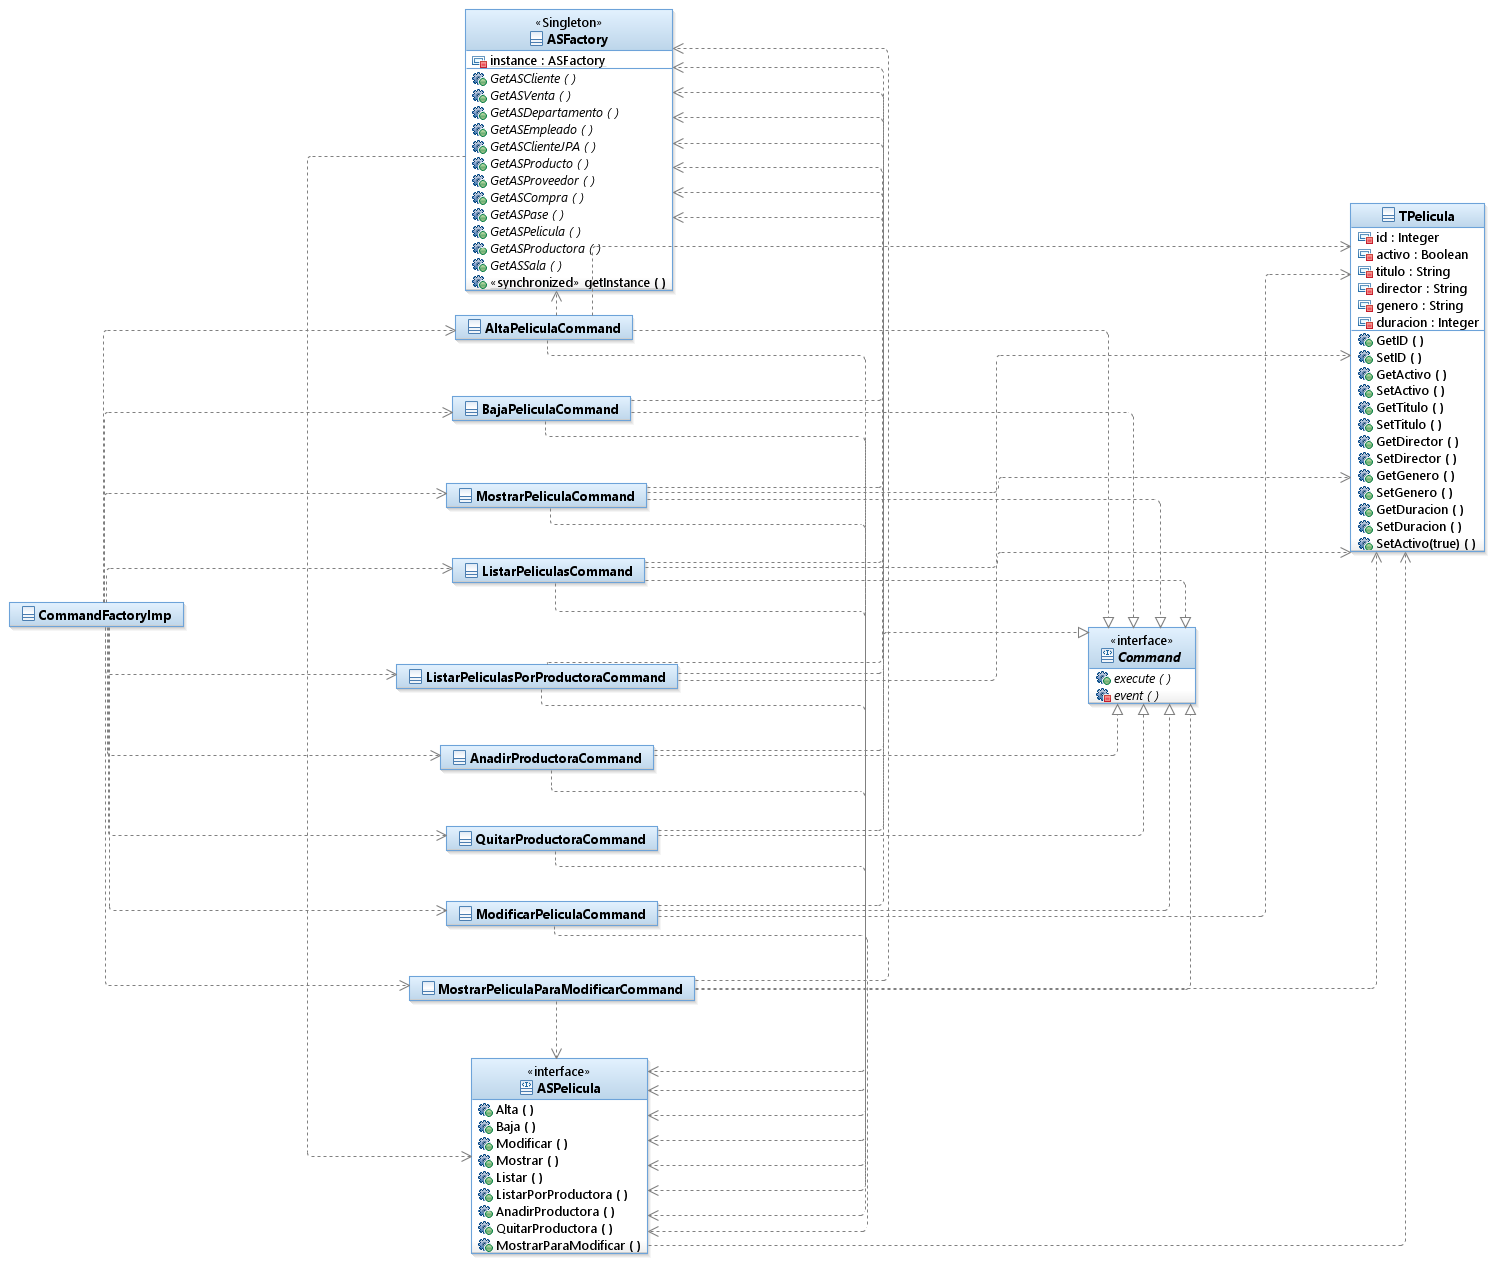 «Singleton»
ASFactory
instance : ASFactory
GetASCliente ( )
GetASVenta ( )
GetASDepartamento ( )
GetASEmpleado ( )
GetASClienteJPA ( )
GetASProducto ( )
GetASProveedor ( )
GetASCompra ( )
GetASPase ( )
GetASPelicula ( )
GetASProductora ( )
GetASSala ( )
«synchronized» getInstance ( )
TPelicula
id : Integer
activo : Boolean
titulo : String
director : String
genero : String
duracion : Integer
GetID ( )
SetID ( )
GetActivo ( )
SetActivo ( )
GetTitulo ( )
SetTitulo ( )
GetDirector ( )
SetDirector ( )
GetGenero ( )
SetGenero ( )
GetDuracion ( )
SetDuracion ( )
SetActivo(true) ( )
AltaPeliculaCommand
BajaPeliculaCommand
MostrarPeliculaCommand
ListarPeliculasCommand
CommandFactoryImp
«interface»
Command
execute ( )
event ( )
ListarPeliculasPorProductoraCommand
AnadirProductoraCommand
QuitarProductoraCommand
ModificarPeliculaCommand
MostrarPeliculaParaModificarCommand
«interface»
ASPelicula
Alta ( )
Baja ( )
Modificar ( )
Mostrar ( )
Listar ( )
ListarPorProductora ( )
AnadirProductora ( )
QuitarProductora ( )
MostrarParaModificar ( )